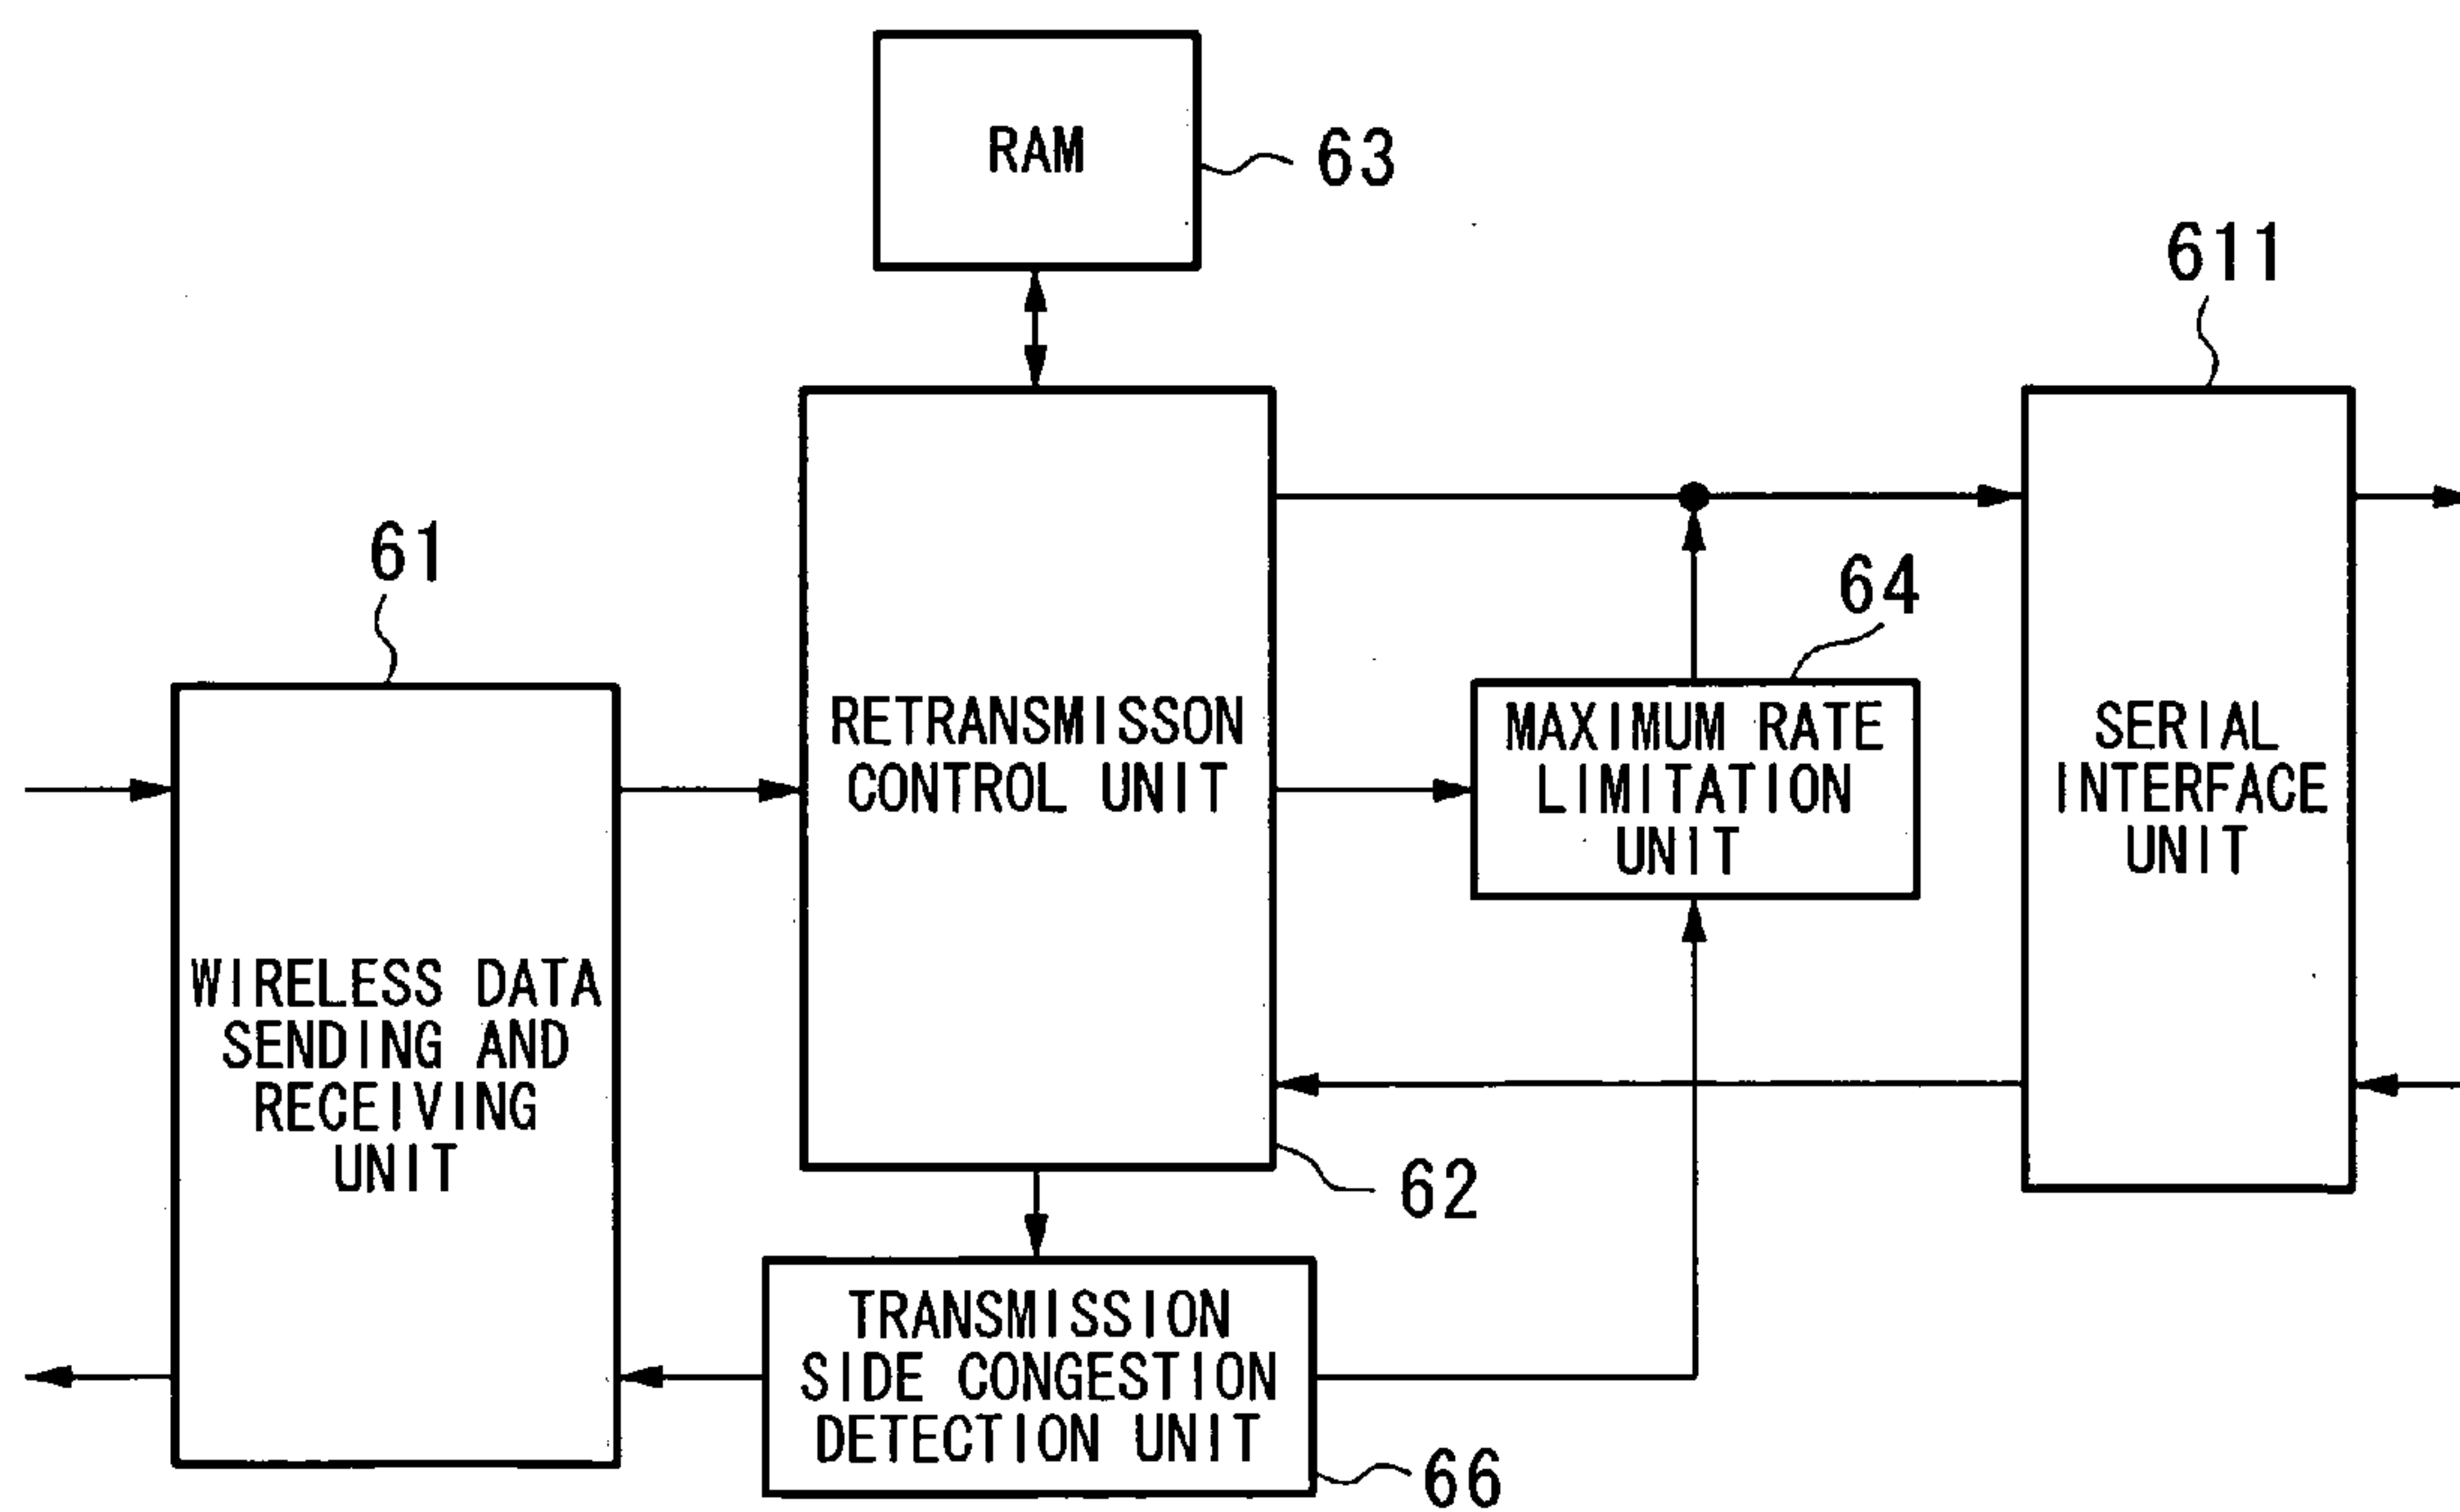 RAM
63
611
61
64
RETRANSMISSON
CONTROL UNIT
MAXIMUM RATE
LIMITATION
UNIT
SERIAL
INTERFACE
UNIT
WIRELESS DATA
SENDING AND
RECEIVING
UNIT
62
TRANSMISSION
SIDE CONGESTION
DETECTION UNIT
66